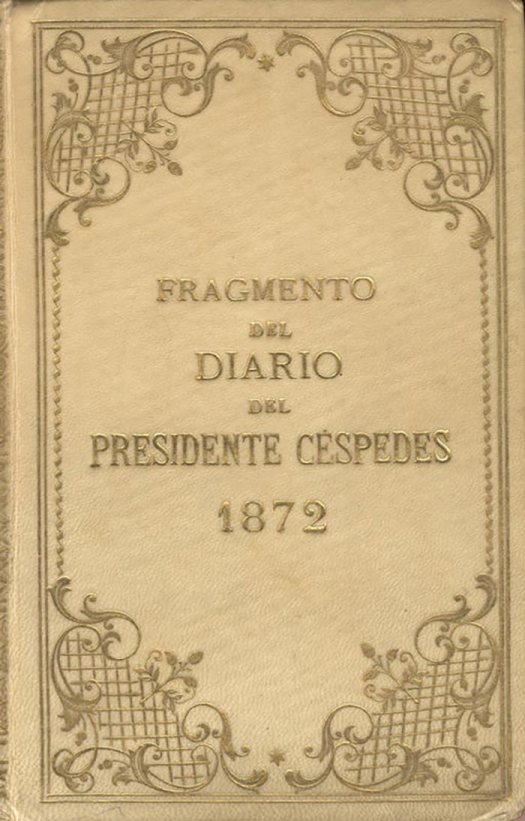 FRAGMENTO
DEL
DIARIO
DEL
PRESIDENTE CÉSPEDES
1872